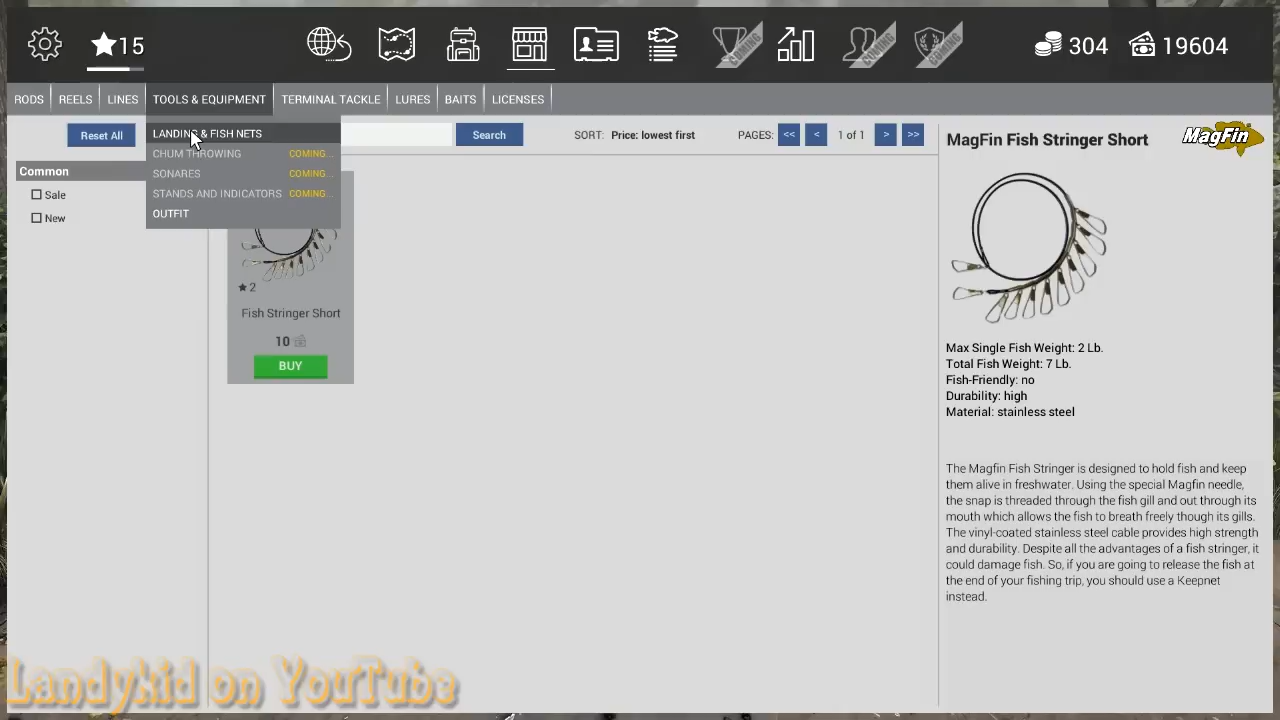 15
COMING
COMING
COMING
304
19604
RODS
REELS
LINES
TOOLS & EQUIPMENT
TERMINAL TACKLE
LURES
BAITS
LICENSES
Reset All
LANDING & FISH NETS
CHUM THROWING COMING...
SONARES COMING...
STANDS AND INDICATORS COMING...
OUTFIT
Search
SORT: Price: lowest first
PAGES: << < 1 of 1 > >>
Common
Sale
New
2
Fish Stringer Short
10
BUY
MagFin Fish Stringer Short
MagFin
Max Single Fish Weight: 2 Lb.
Total Fish Weight: 7 Lb.
Fish-Friendly: no
Durability: high
Material: stainless steel
The Magfin Fish Stringer is designed to hold fish and keep
them alive in freshwater. Using the special Magfin needle,
the snap is threaded through the fish gill and out through its
mouth which allows the fish to breath freely though its gills.
The vinyl-coated stainless steel cable provides high strength
and durability. Despite all the advantages of a fish stringer, it
could damage fish. So, if you are going to release the fish at
the end of your fishing trip, you should use a Keepnet
instead.
Landykid on YouTube